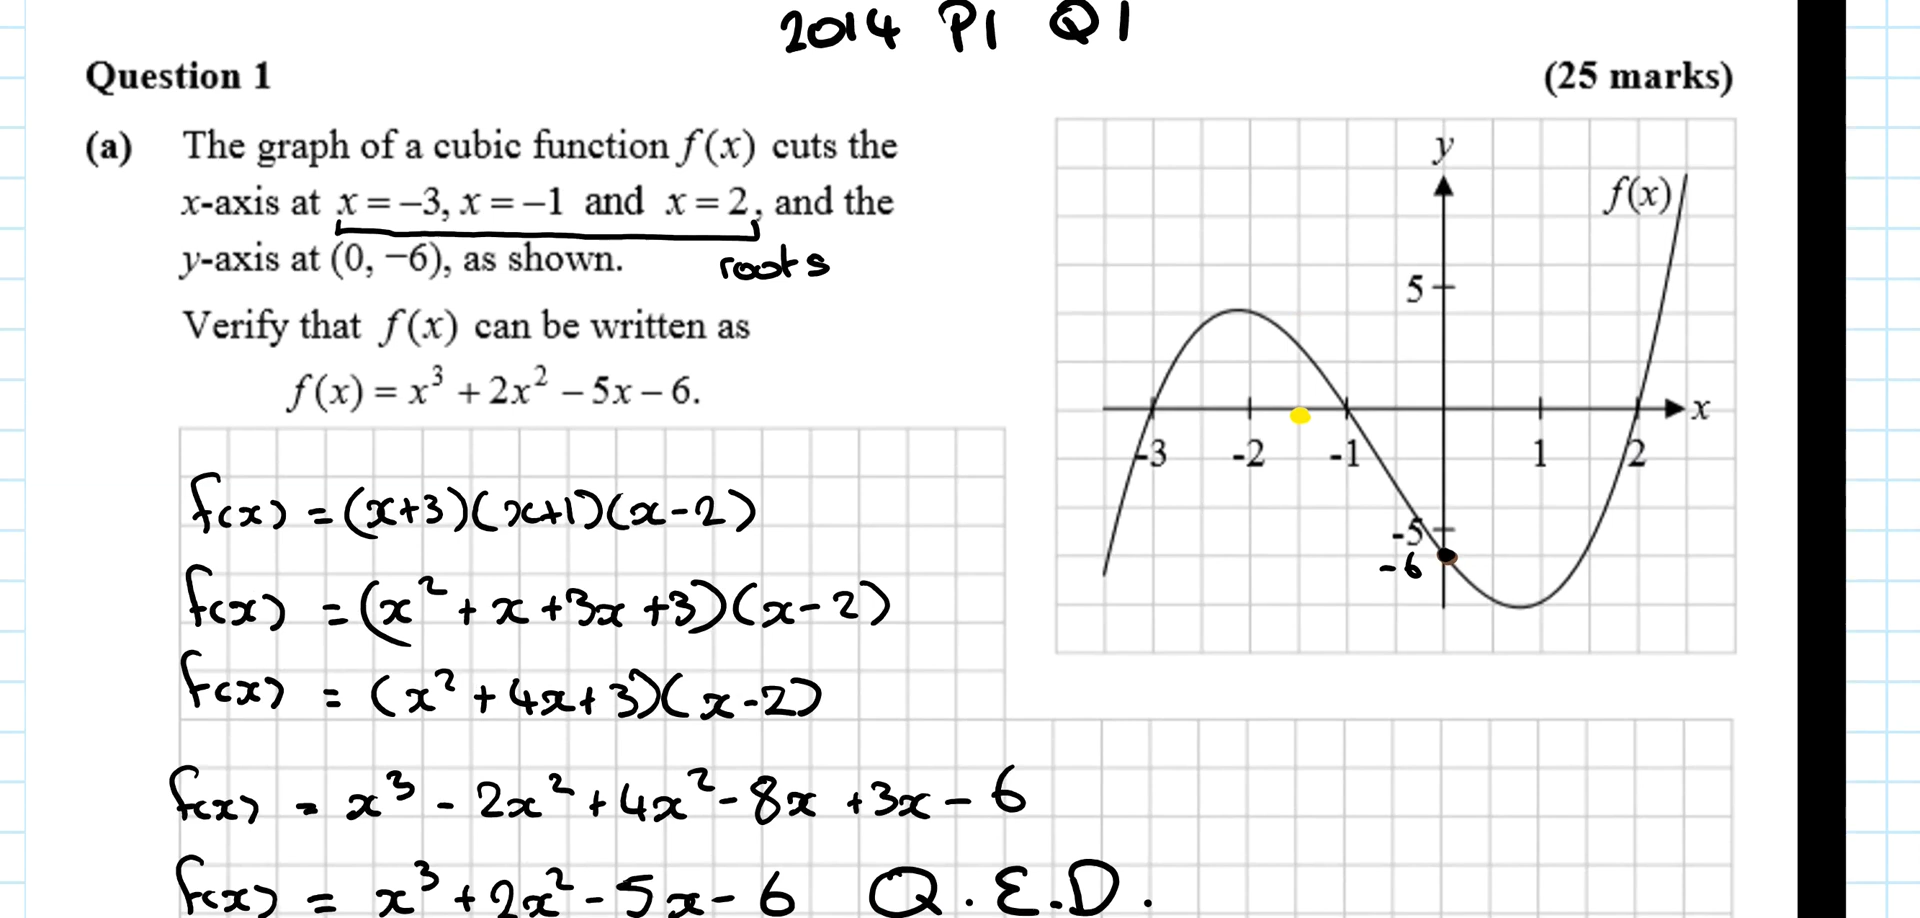 2014 P1 Q1
Question 1 (25 marks)
(a) The graph of a cubic function f(x) cuts the
x-axis at x = −3, x = −1 and x = 2, and the
y-axis at (0, −6), as shown.
roots
Verify that f(x) can be written as
f(x) = x³ + 2x² − 5x − 6.
y
f(x)
5
x
-3 -2 -1 1 2
-5
-6
f(x) = (x+3)(x+1)(x-2)
f(x) = (x² + x + 3x + 3)(x-2)
f(x) = (x² + 4x + 3)(x-2)
f(x) = x³ - 2x² + 4x² - 8x + 3x - 6
f(x) = x³ + 2x² - 5x - 6 Q.E.D.